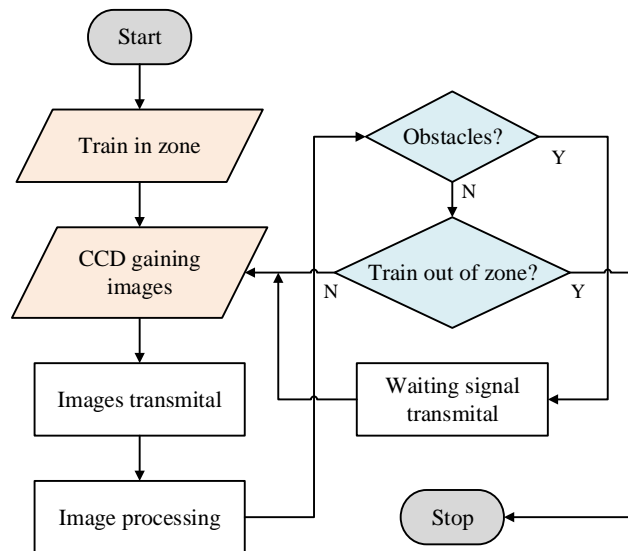 Start
Train in zone
CCD gaining
images
Images transmital
Image processing
Obstacles?
Y
N
Train out of zone?
N
Y
Waiting signal
transmital
Stop